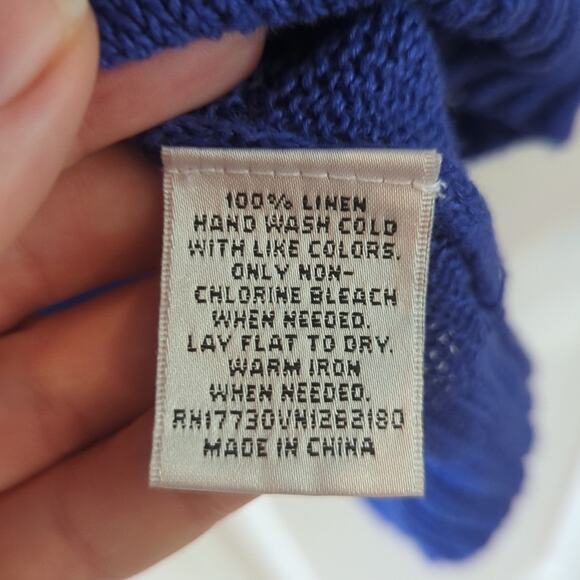 100% LINEN
HAND WASH COLD
WITH LIKE COLORS.
ONLY NON-
CHLORINE BLEACH
WHEN NEEDED.
LAY FLAT TO DRY.
WARM IRON
WHEN NEEDED.
RN17730VN1262180
MADE IN CHINA